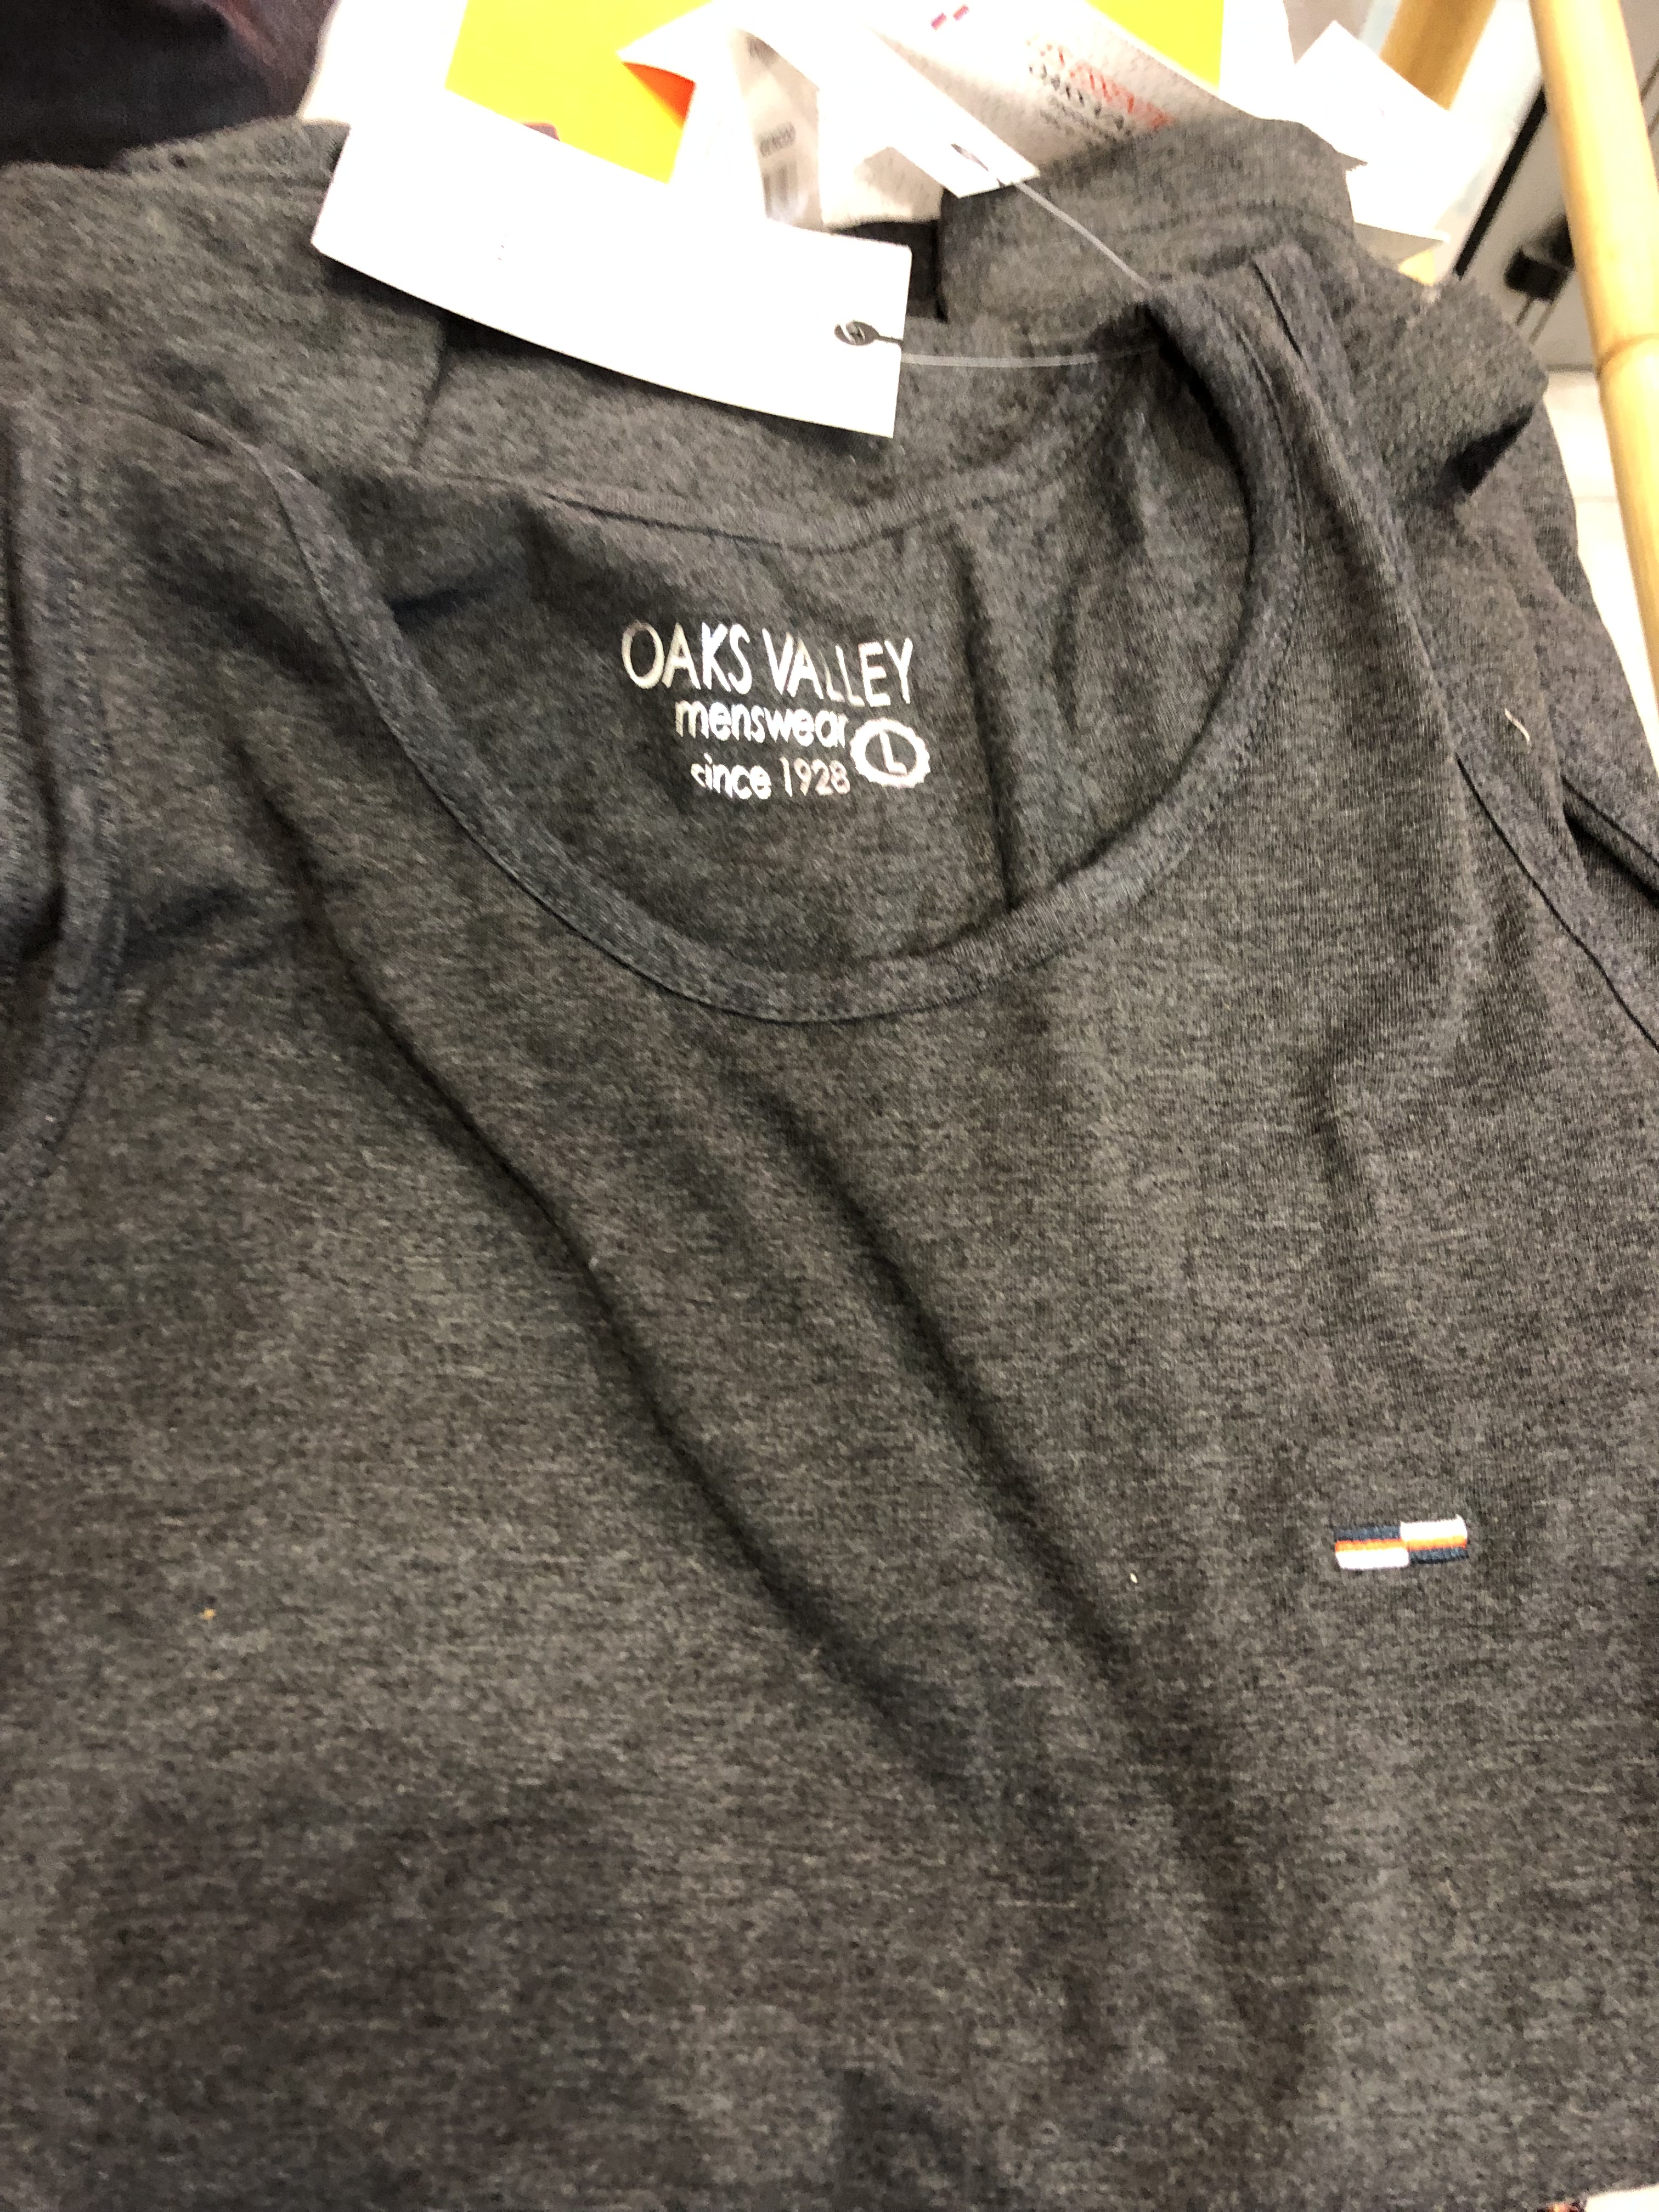 OAKS VALLEY
menswear
since 1928
L